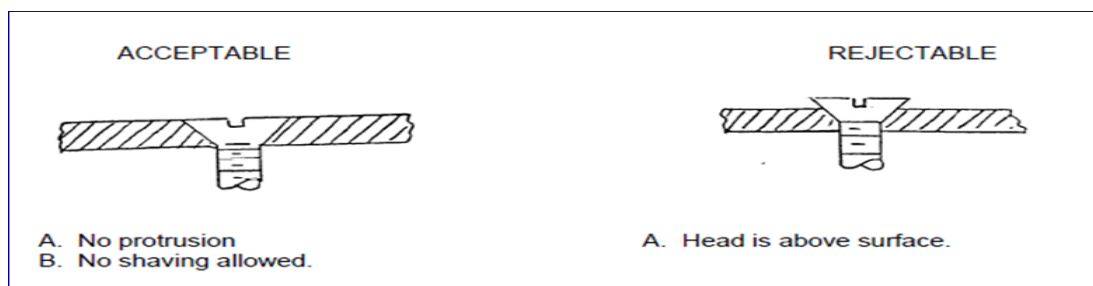 ACCEPTABLE
REJECTABLE
A. No protrusion
B. No shaving allowed.
A. Head is above surface.